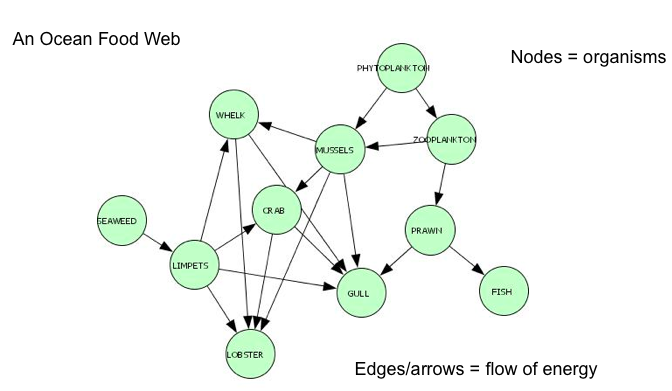 An Ocean Food Web
Nodes = organisms
PHYTOPLANKTON
WHELK
ZOOPLANKTON
MUSSELS
CRAB
SEAWEED
PRAWN
LIMPETS
GULL
FISH
LOBSTER
Edges/arrows = flow of energy